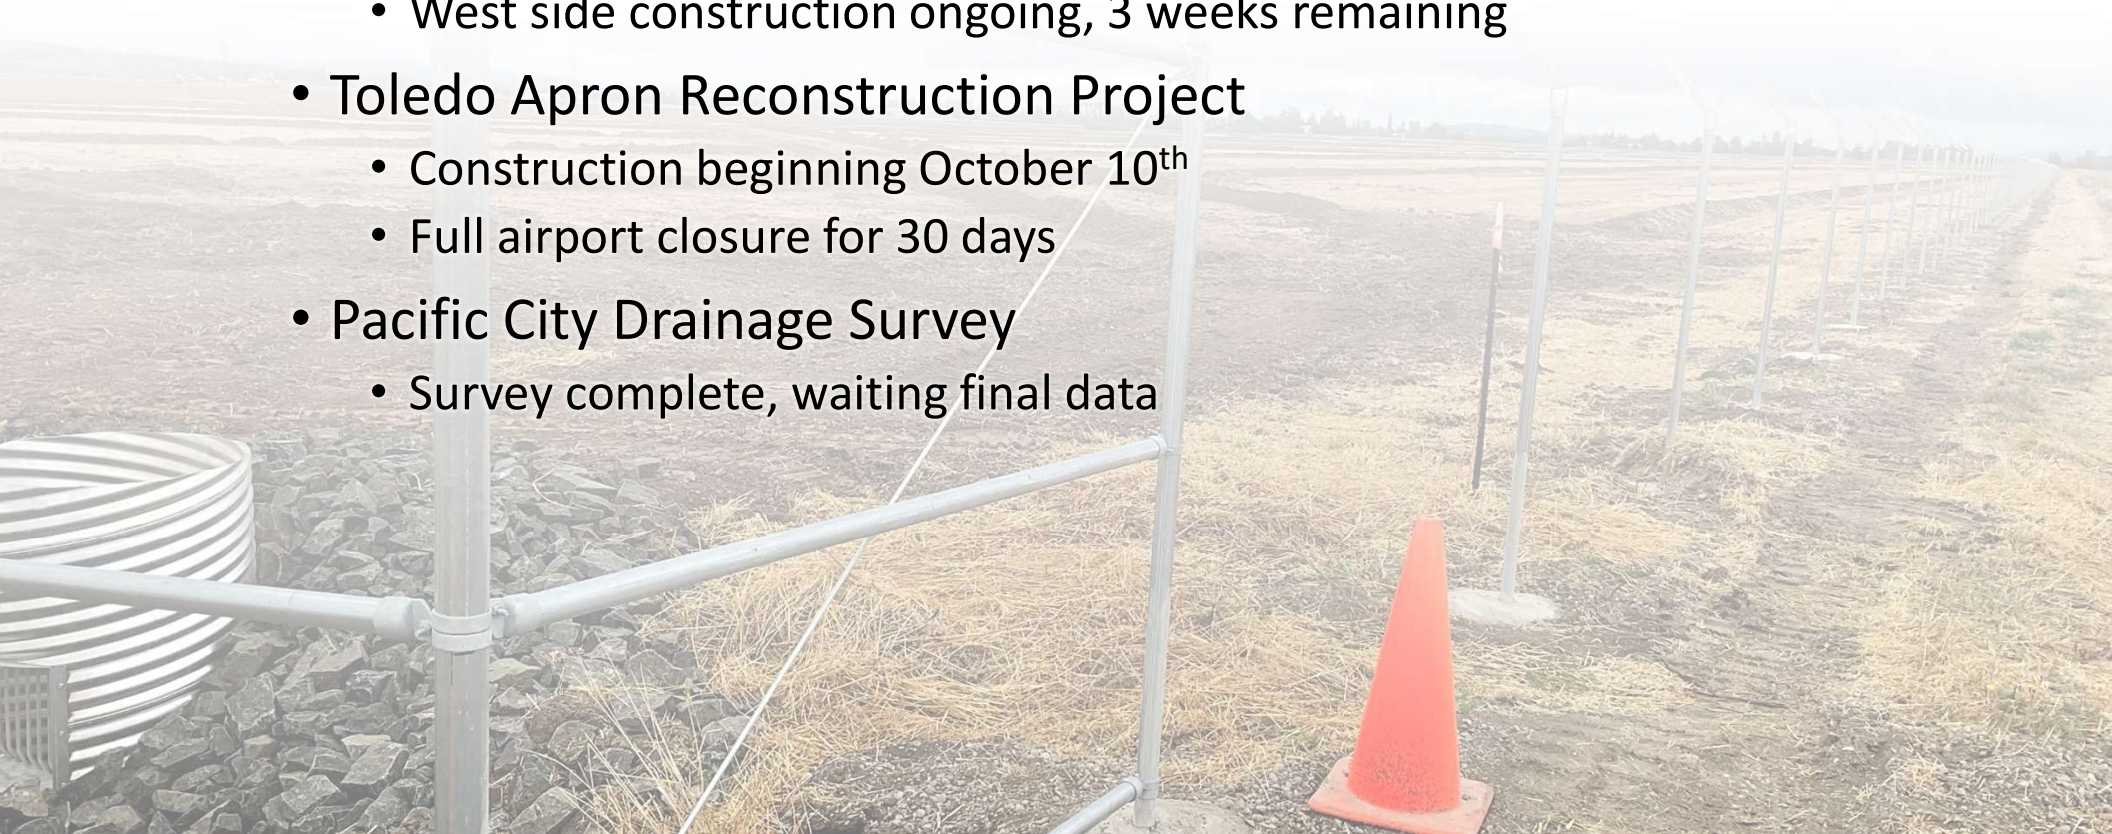 • West side construction ongoing, 3 weeks remaining
• Toledo Apron Reconstruction Project
• Construction beginning October 10th
• Full airport closure for 30 days
• Pacific City Drainage Survey
• Survey complete, waiting final data